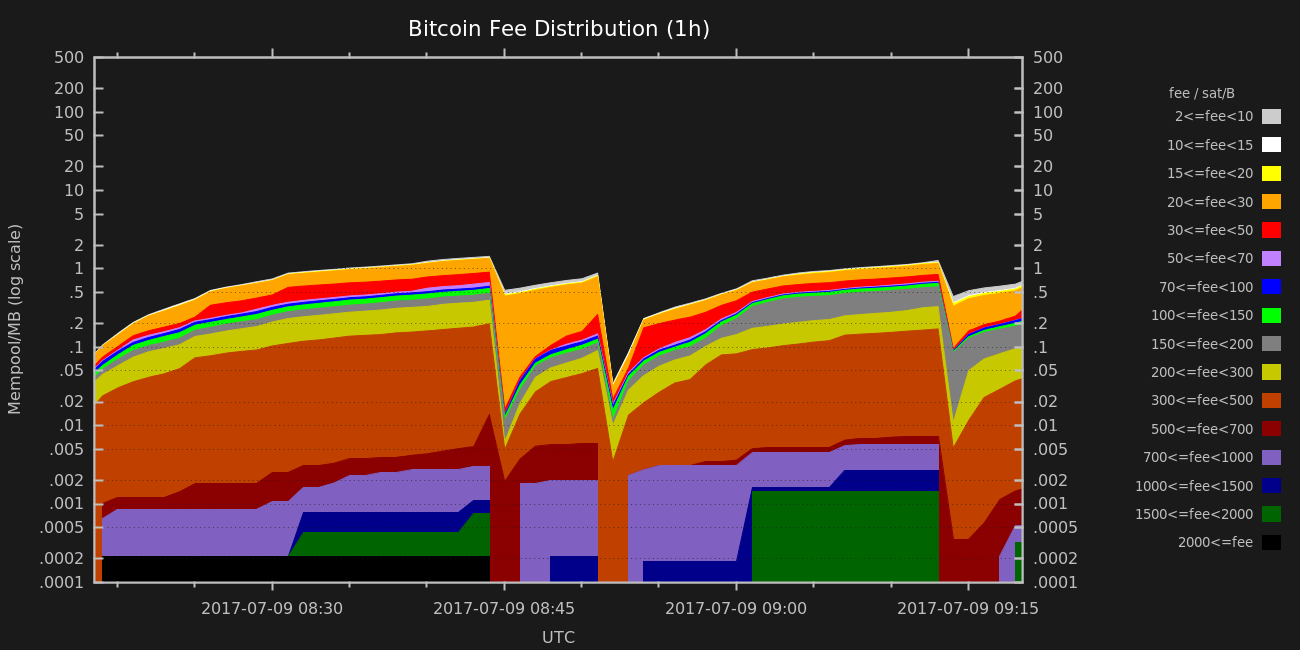 Bitcoin Fee Distribution (1h)
Mempool/MB (log scale)
500
200
100
50
20
10
5
2
1
.5
.2
.1
.05
.02
.01
.005
.002
.001
.0005
.0002
.0001
500
200
100
50
20
10
5
2
1
.5
.2
.1
.05
.02
.01
.005
.002
.001
.0005
.0002
.0001
2017-07-09 08:30
2017-07-09 08:45
2017-07-09 09:00
2017-07-09 09:15
UTC
fee / sat/B
2<=fee<10
10<=fee<15
15<=fee<20
20<=fee<30
30<=fee<50
50<=fee<70
70<=fee<100
100<=fee<150
150<=fee<200
200<=fee<300
300<=fee<500
500<=fee<700
700<=fee<1000
1000<=fee<1500
1500<=fee<2000
2000<=fee